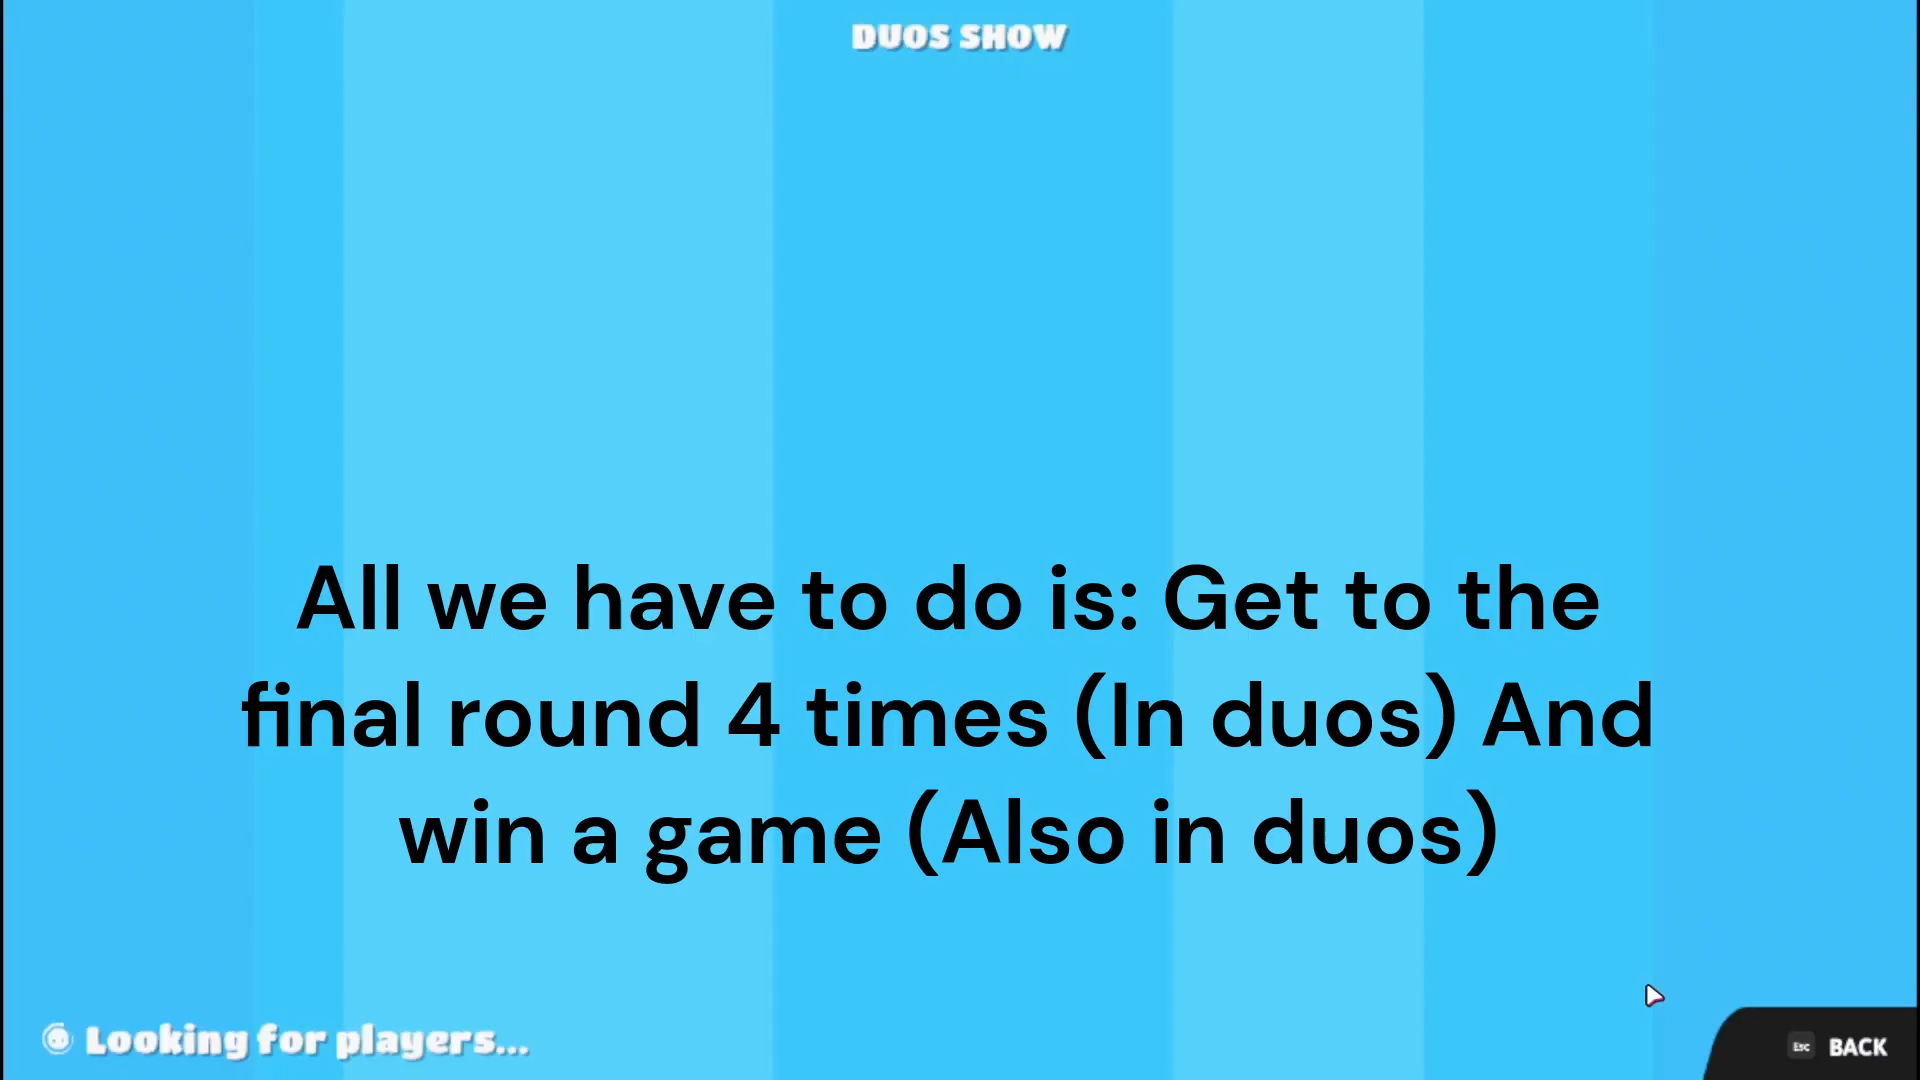 DUOS SHOW
All we have to do is: Get to the
final round 4 times (In duos) And
win a game (Also in duos)
Looking for players...
Esc BACK